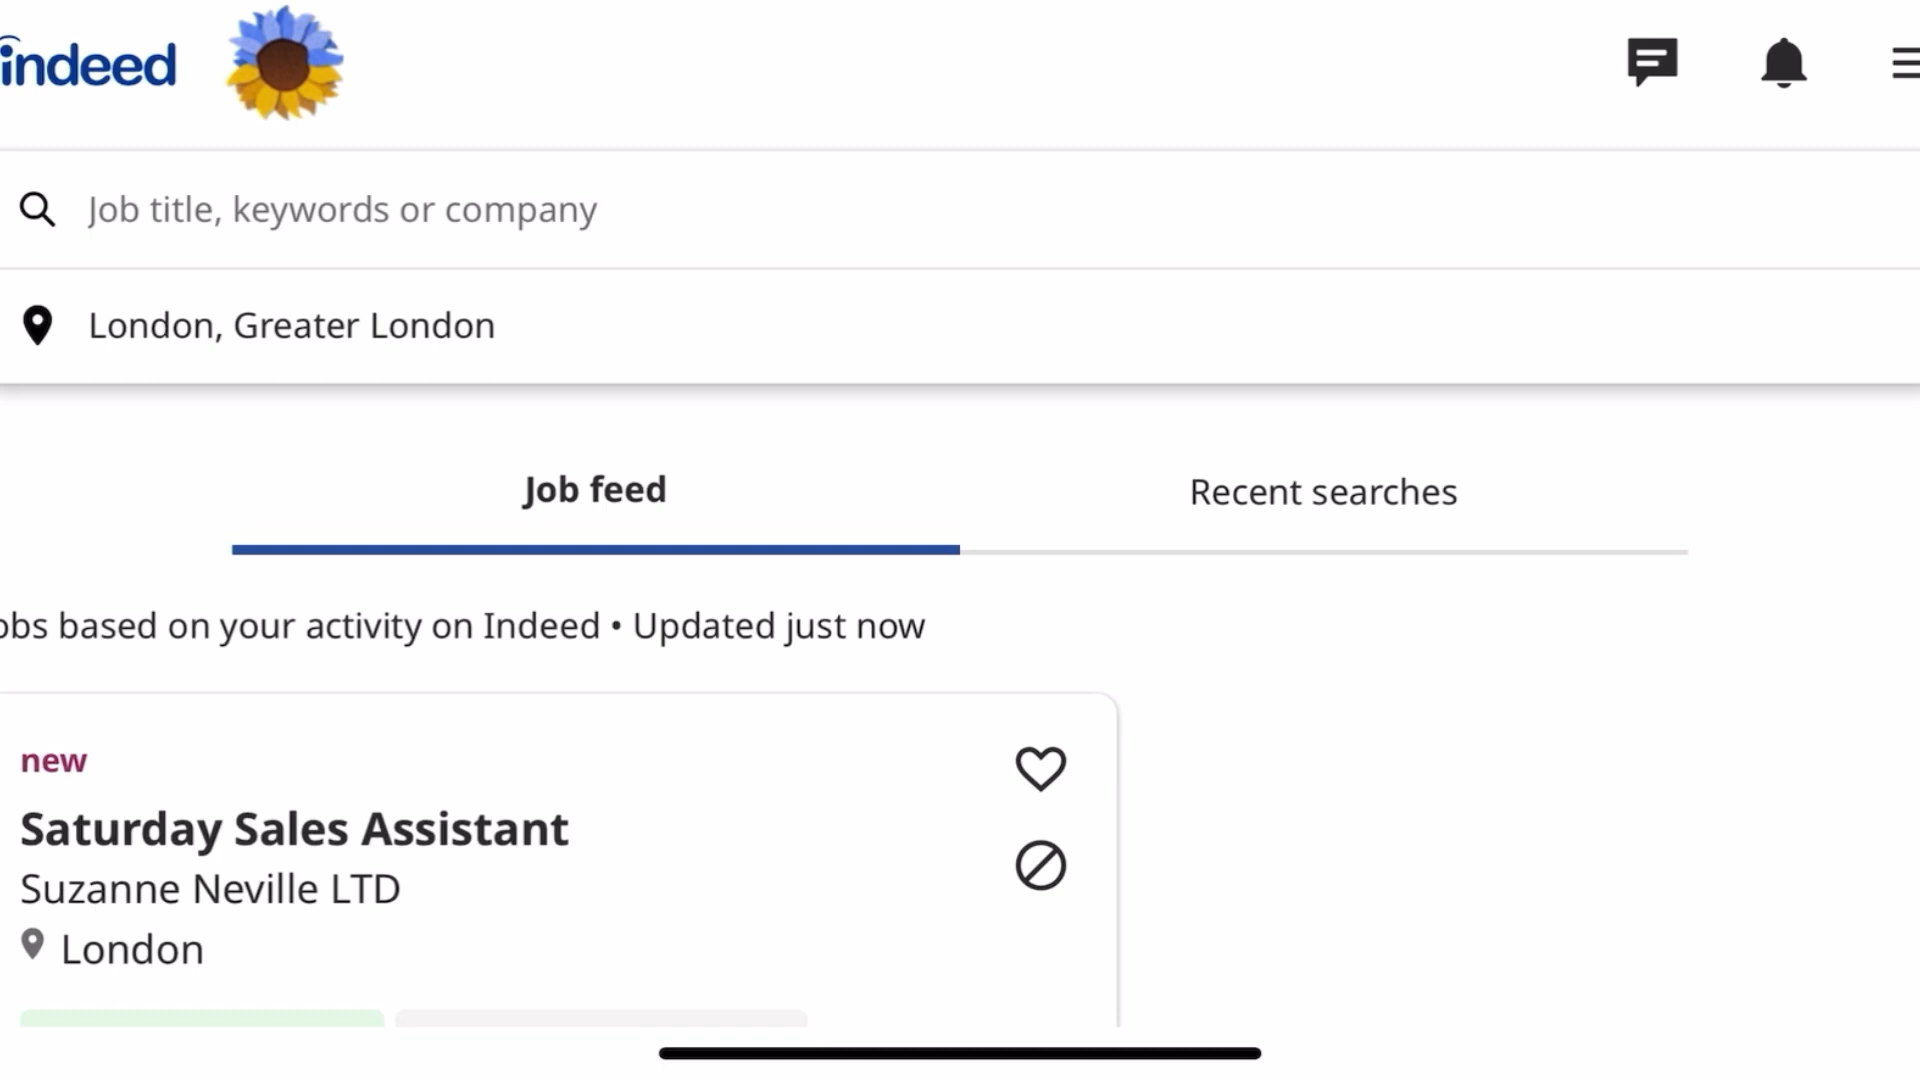 indeed
Job title, keywords or company
London, Greater London
Job feed
Recent searches
obs based on your activity on Indeed • Updated just now
new
Saturday Sales Assistant
Suzanne Neville LTD
London